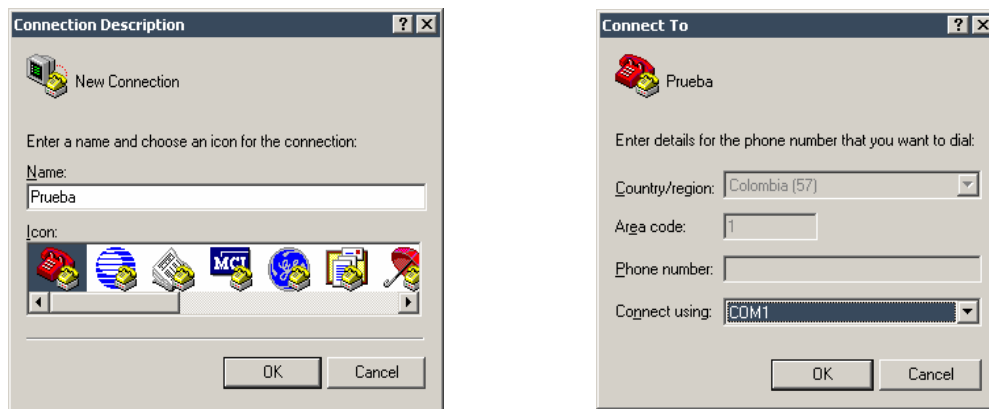 Connection Description
New Connection
Enter a name and choose an icon for the connection:
Name:
Prueba
Icon:
MCI
OK Cancel
Connect To
Prueba
Enter details for the phone number that you want to dial:
Country/region: Colombia (57)
Area code: 1
Phone number:
Connect using: COM1
OK Cancel